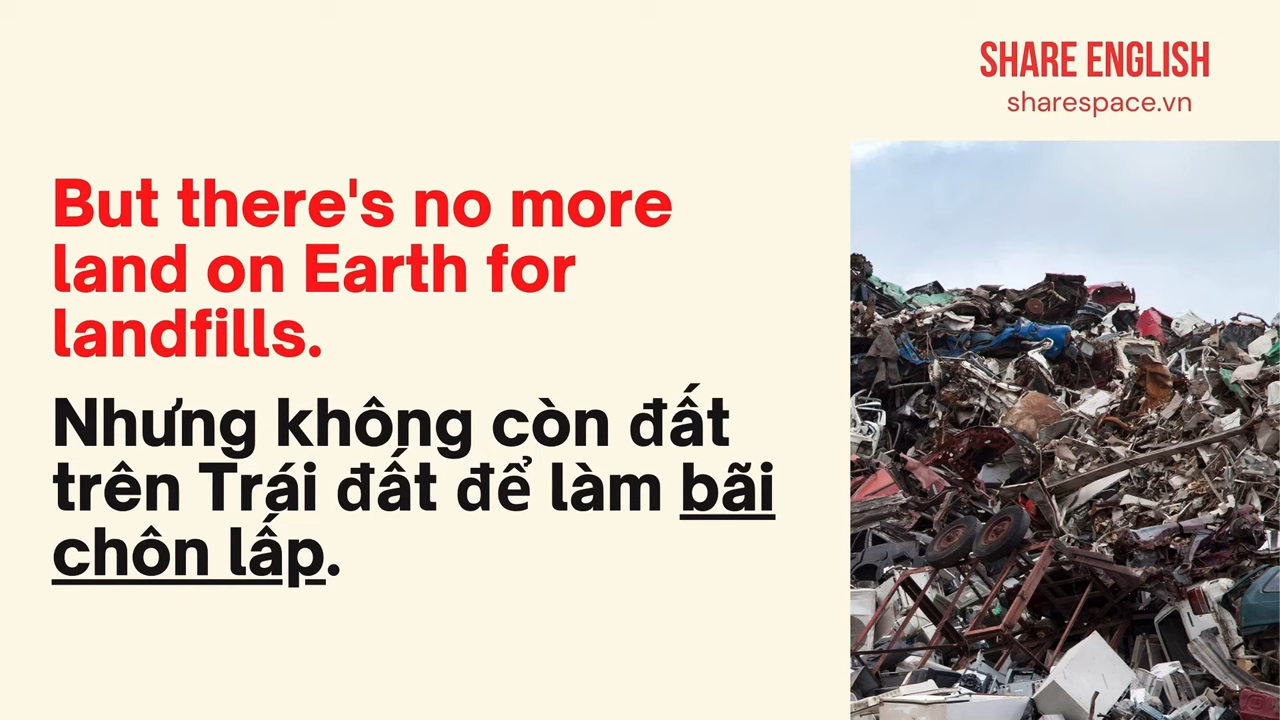 SHARE ENGLISH
sharespace.vn
But there's no more
land on Earth for
landfills.
Nhưng không còn đất
trên Trái đất để làm bãi
chôn lấp.